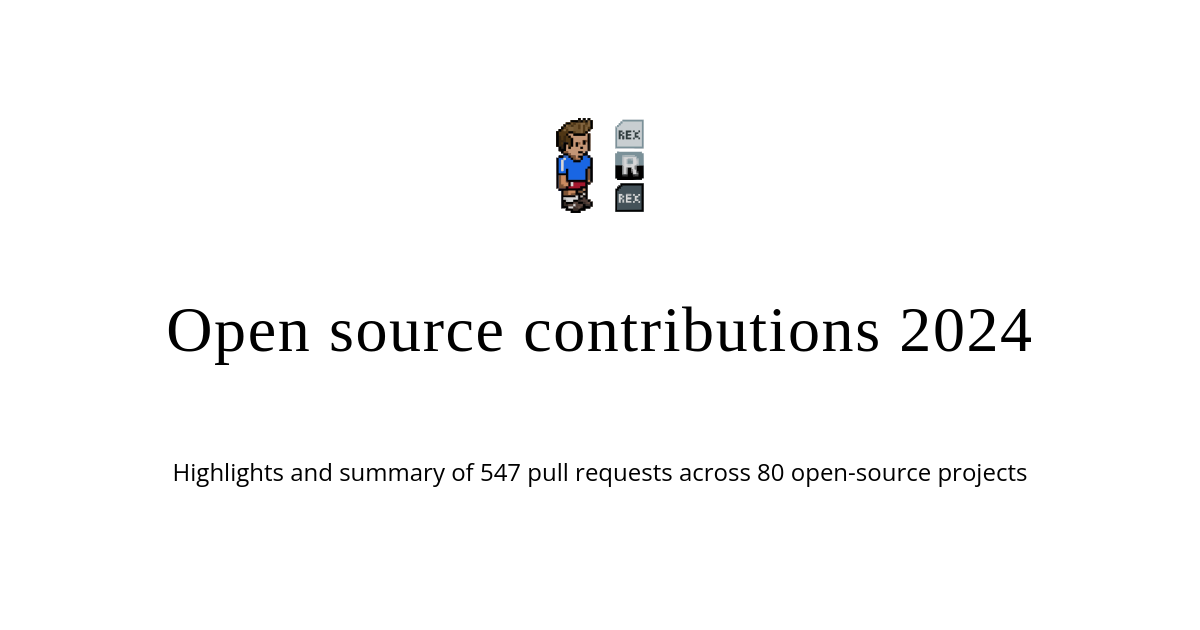 REX
R
REX
Open source contributions 2024
Highlights and summary of 547 pull requests across 80 open-source projects